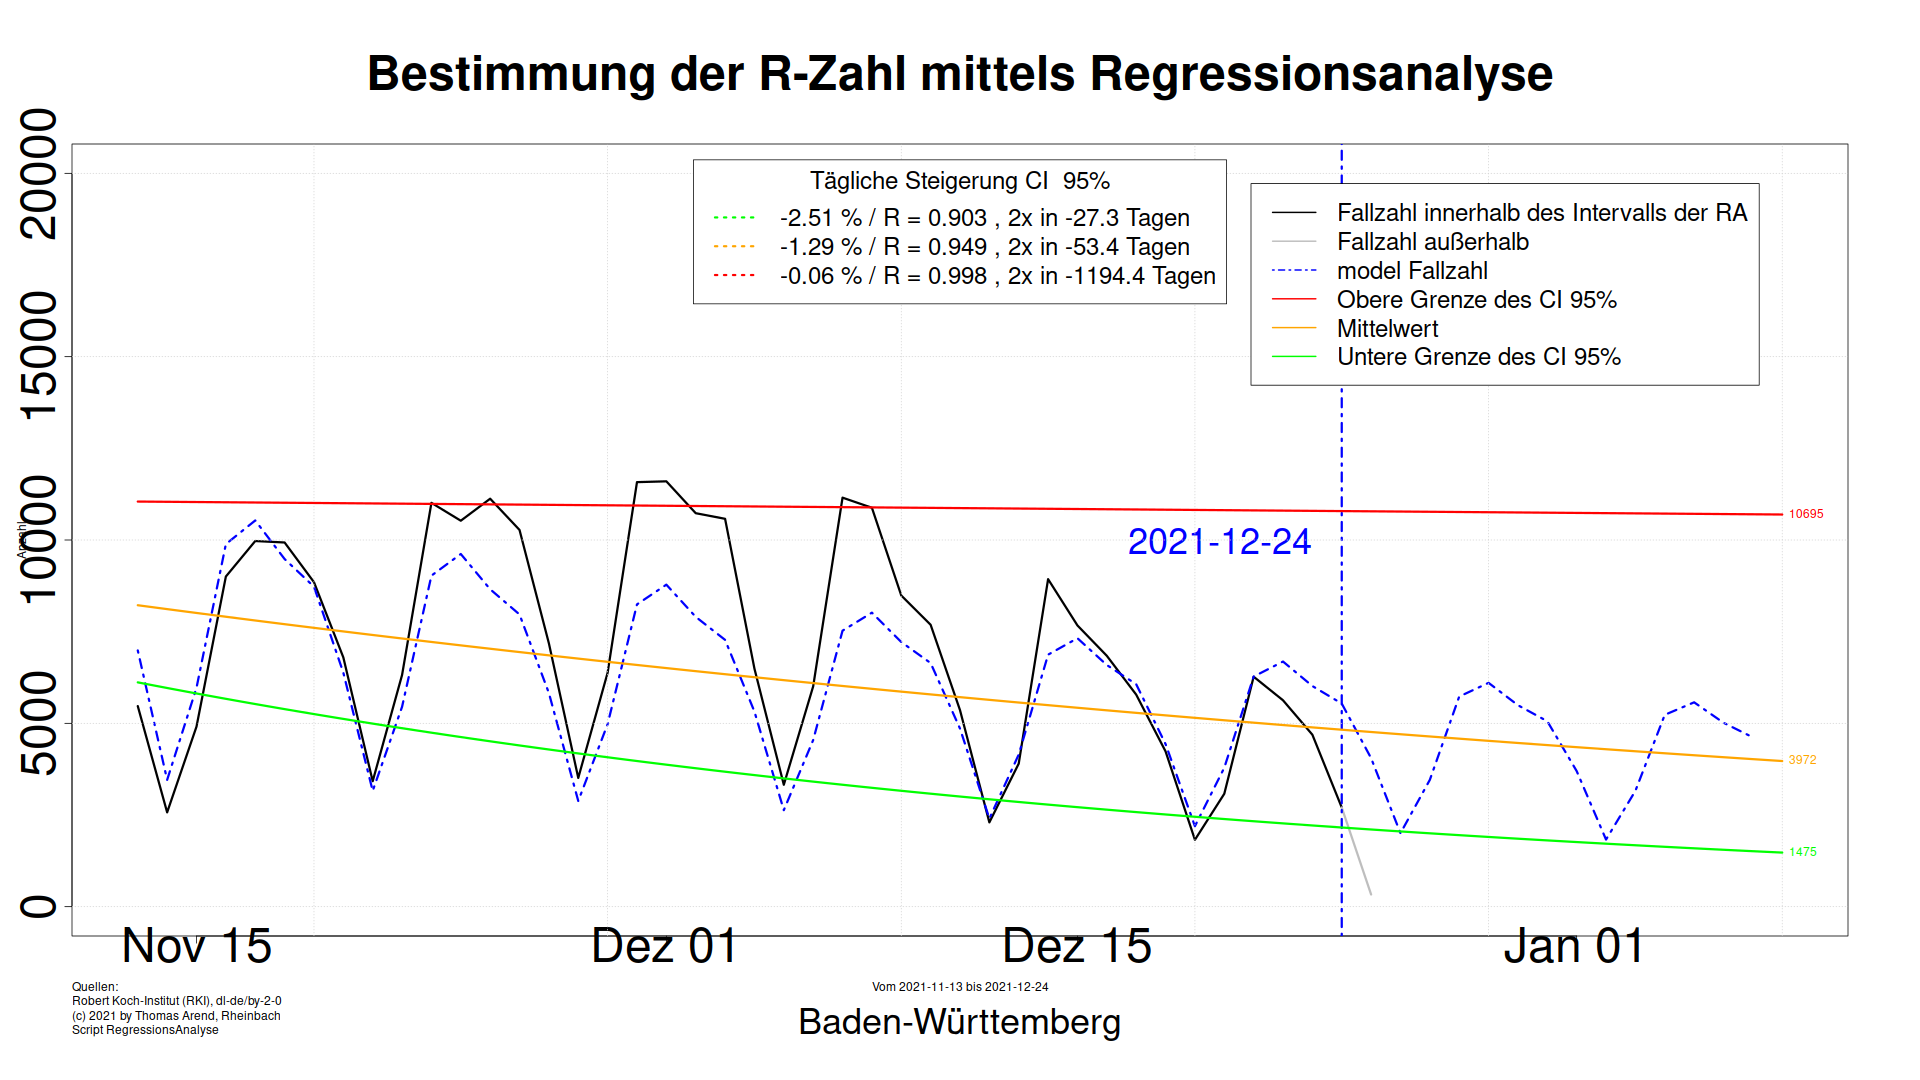 Bestimmung der R-Zahl mittels Regressionsanalyse
Anzahl
20000
15000
10000
5000
0
Tägliche Steigerung CI  95%
-2.51 % / R = 0.903 , 2x in -27.3 Tagen
-1.29 % / R = 0.949 , 2x in -53.4 Tagen
-0.06 % / R = 0.998 , 2x in -1194.4 Tagen
Fallzahl innerhalb des Intervalls der RA
Fallzahl außerhalb
model Fallzahl
Obere Grenze des CI 95%
Mittelwert
Untere Grenze des CI 95%
10695
2021-12-24
3972
1475
Nov 15
Dez 01
Dez 15
Jan 01
Quellen:
Robert Koch-Institut (RKI), dl-de/by-2-0
(c) 2021 by Thomas Arend, Rheinbach
Script RegressionsAnalyse
Vom 2021-11-13 bis 2021-12-24
Baden-Württemberg